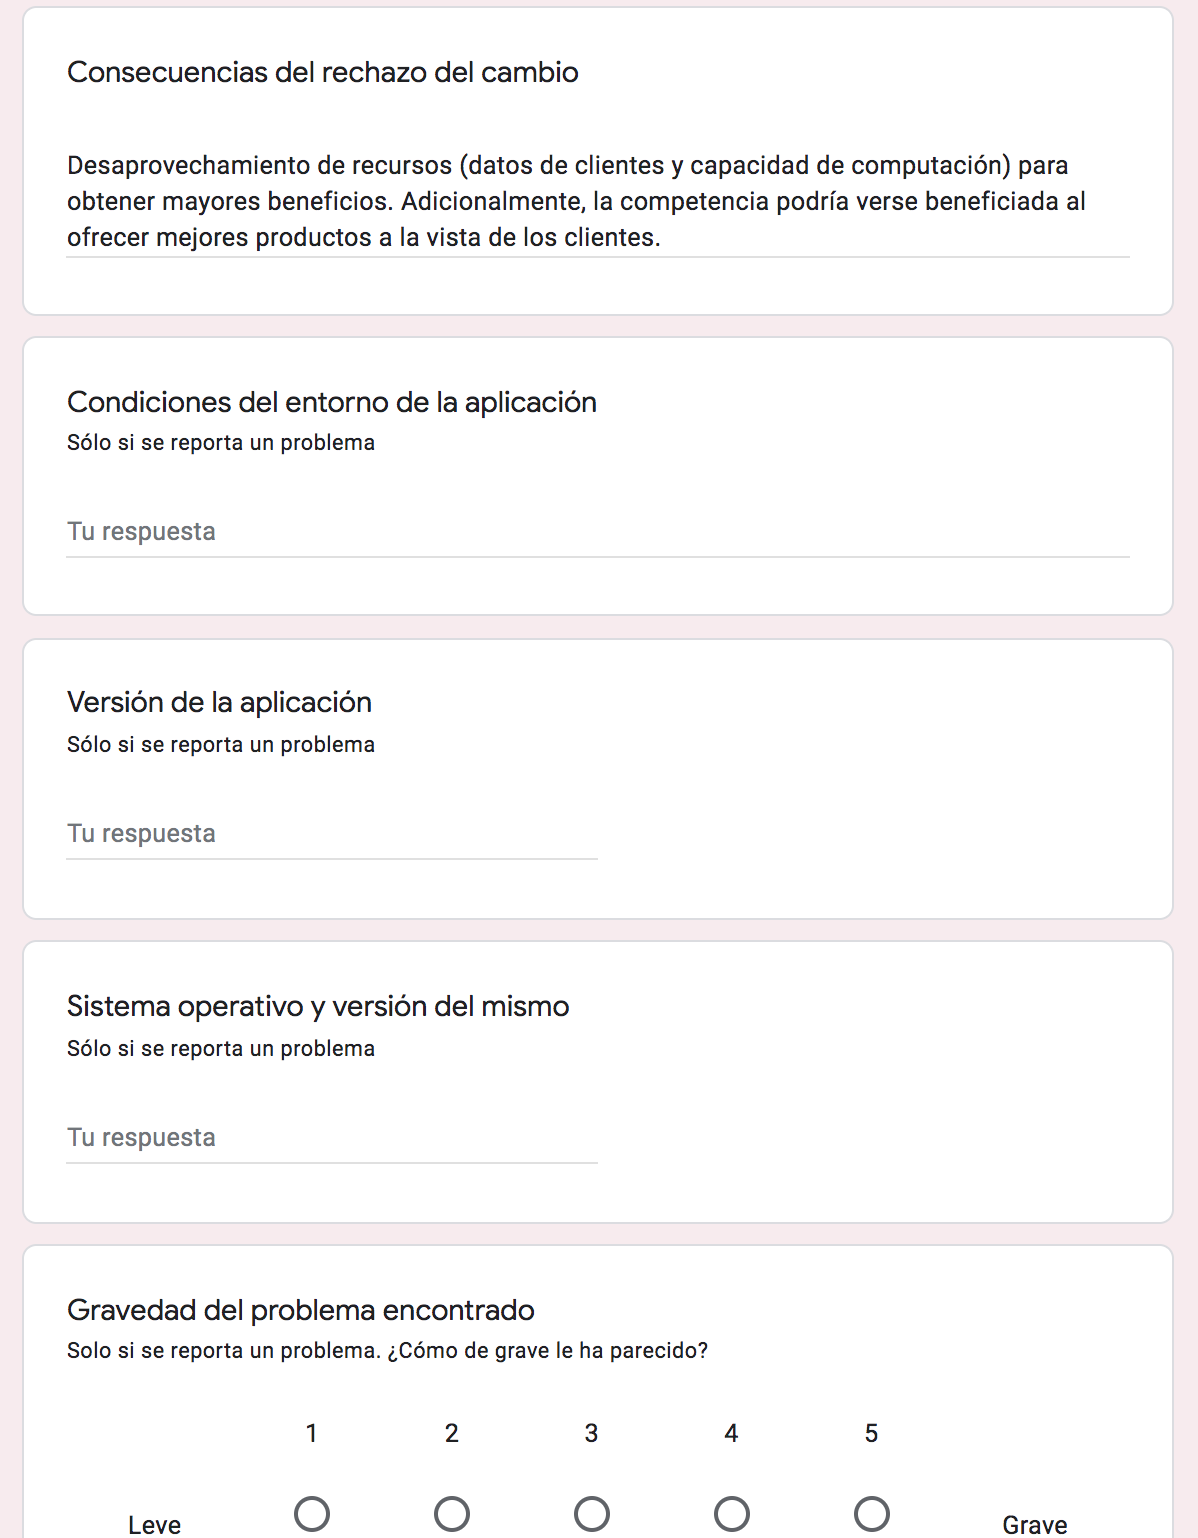 Consecuencias del rechazo del cambio
Desaprovechamiento de recursos (datos de clientes y capacidad de computación) para
obtener mayores beneficios. Adicionalmente, la competencia podría verse beneficiada al
ofrecer mejores productos a la vista de los clientes.
Condiciones del entorno de la aplicación
Sólo si se reporta un problema
Tu respuesta
Versión de la aplicación
Sólo si se reporta un problema
Tu respuesta
Sistema operativo y versión del mismo
Sólo si se reporta un problema
Tu respuesta
Gravedad del problema encontrado
Solo si se reporta un problema. ¿Cómo de grave le ha parecido?
1 2 3 4 5
Leve Grave